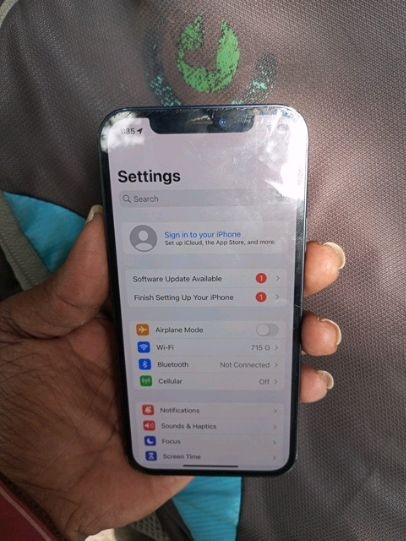 Settings
Search
Sign in to your iPhone
Set up iCloud, the App Store, and more.
Software Update Available 1
Finish Setting Up Your iPhone 1
Airplane Mode
Wi-Fi 715 G
Bluetooth Not Connected
Cellular Off
Notifications
Sounds & Haptics
Focus
Screen Time